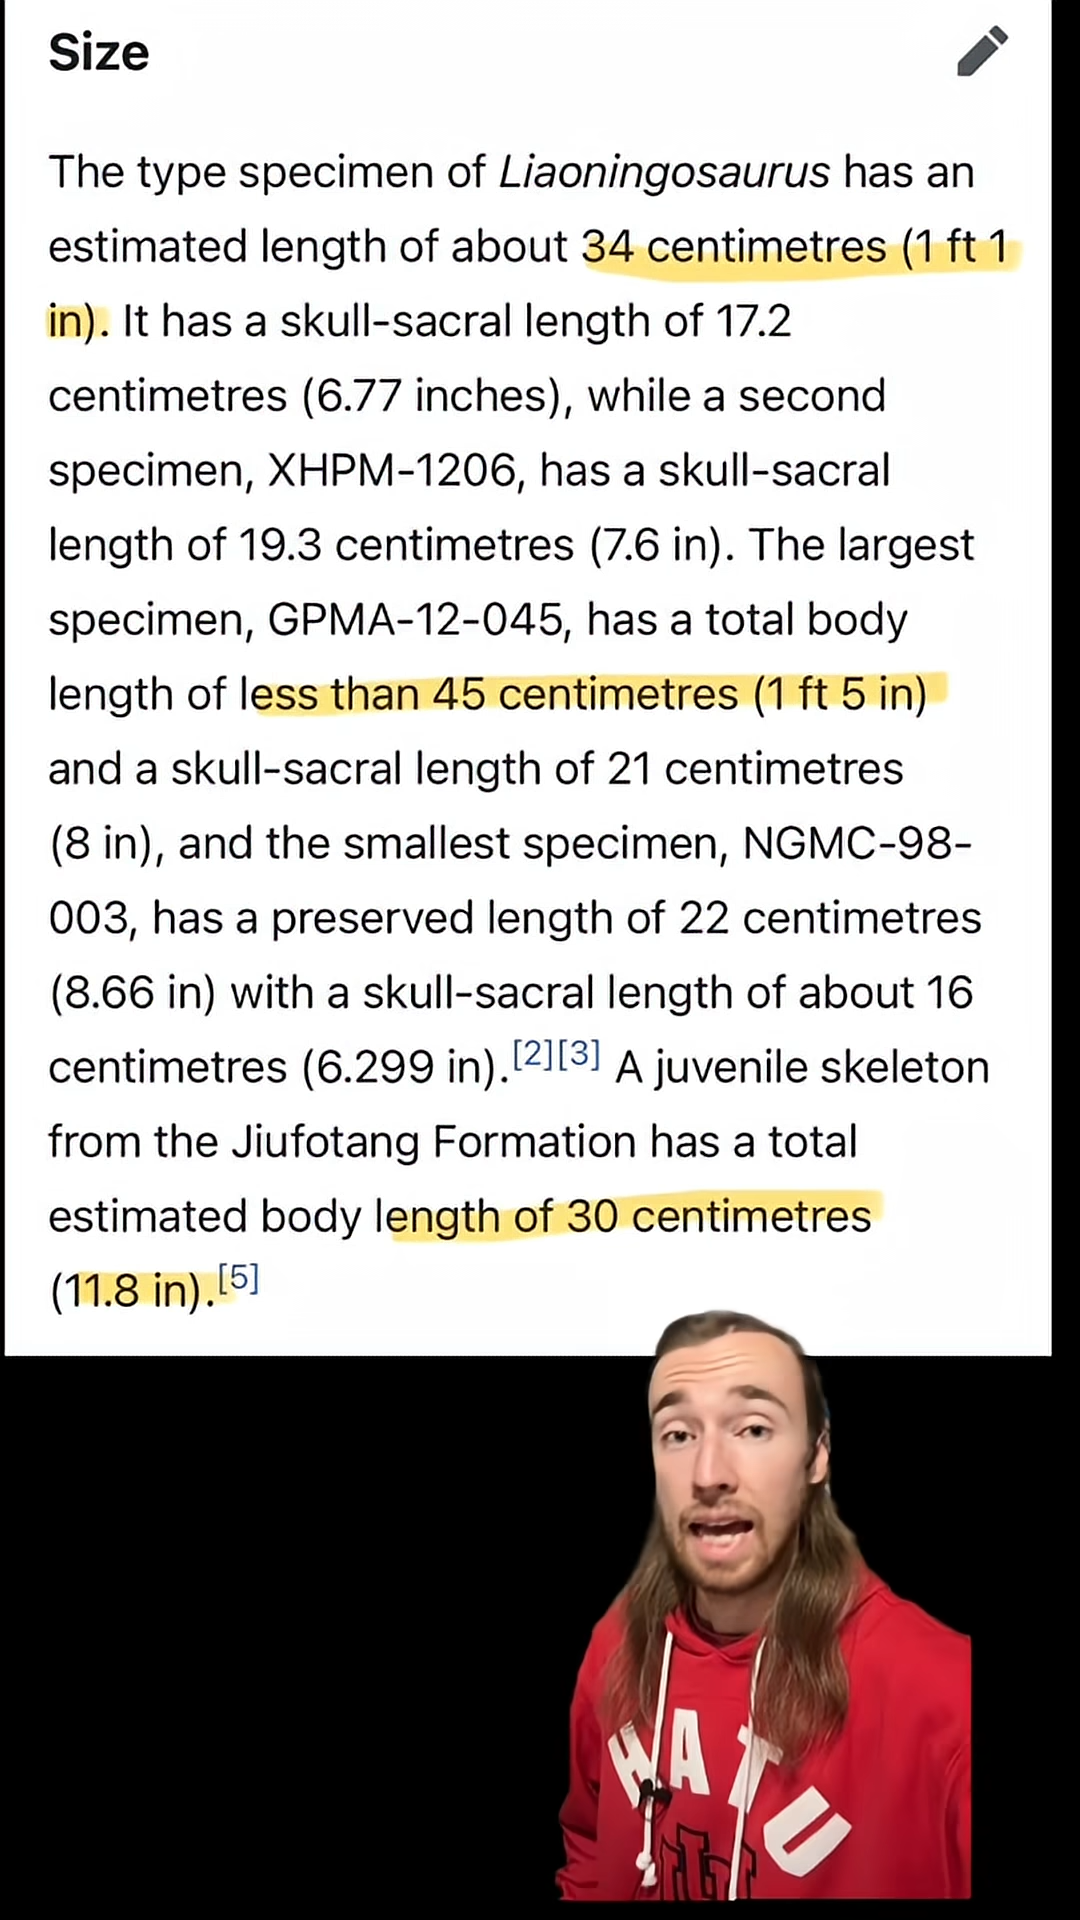 Size
The type specimen of Liaoningosaurus has an
estimated length of about 34 centimetres (1 ft 1
in). It has a skull-sacral length of 17.2
centimetres (6.77 inches), while a second
specimen, XHPM-1206, has a skull-sacral
length of 19.3 centimetres (7.6 in). The largest
specimen, GPMA-12-045, has a total body
length of less than 45 centimetres (1 ft 5 in)
and a skull-sacral length of 21 centimetres
(8 in), and the smallest specimen, NGMC-98-
003, has a preserved length of 22 centimetres
(8.66 in) with a skull-sacral length of about 16
centimetres (6.299 in).[2][3] A juvenile skeleton
from the Jiufotang Formation has a total
estimated body length of 30 centimetres
(11.8 in).[5]
HATU